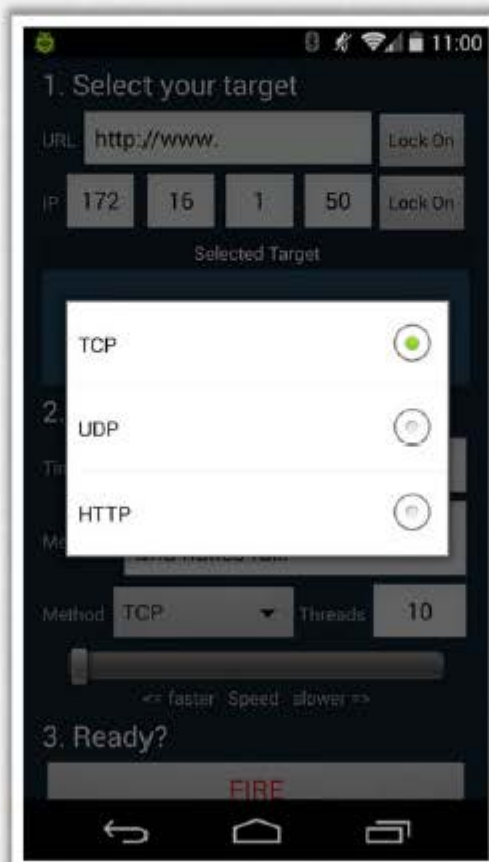 11:00
1. Select your target
URL http://www. Lock On
IP 172 16 1 50 Lock On
Selected Target
TCP
2.
UDP
HTTP
Method TCP Threads 10
<= faster Speed slower =>
3. Ready?
FIRE